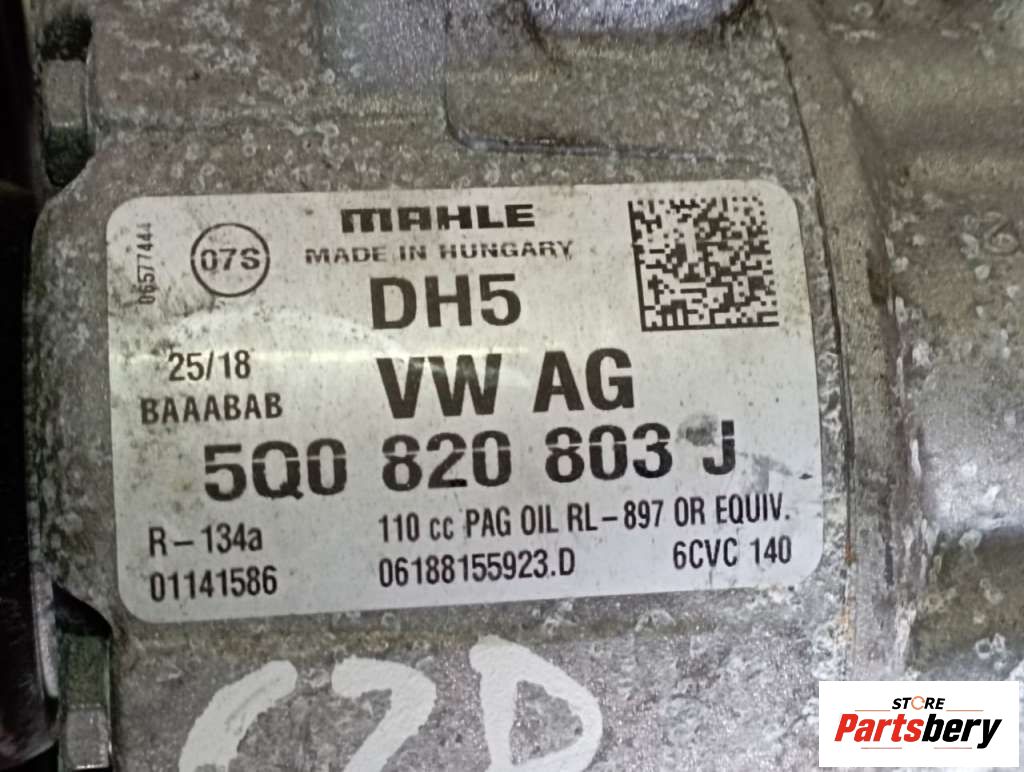 06577444
07S
MAHLE
MADE IN HUNGARY
DH5
25/18
BAAABAB
VW AG
5Q0 820 803 J
R-134a
110 cc PAG OIL RL-897 OR EQUIV.
01141586
06188155923.D
6CVC 140
CZD
STORE
Partsbery